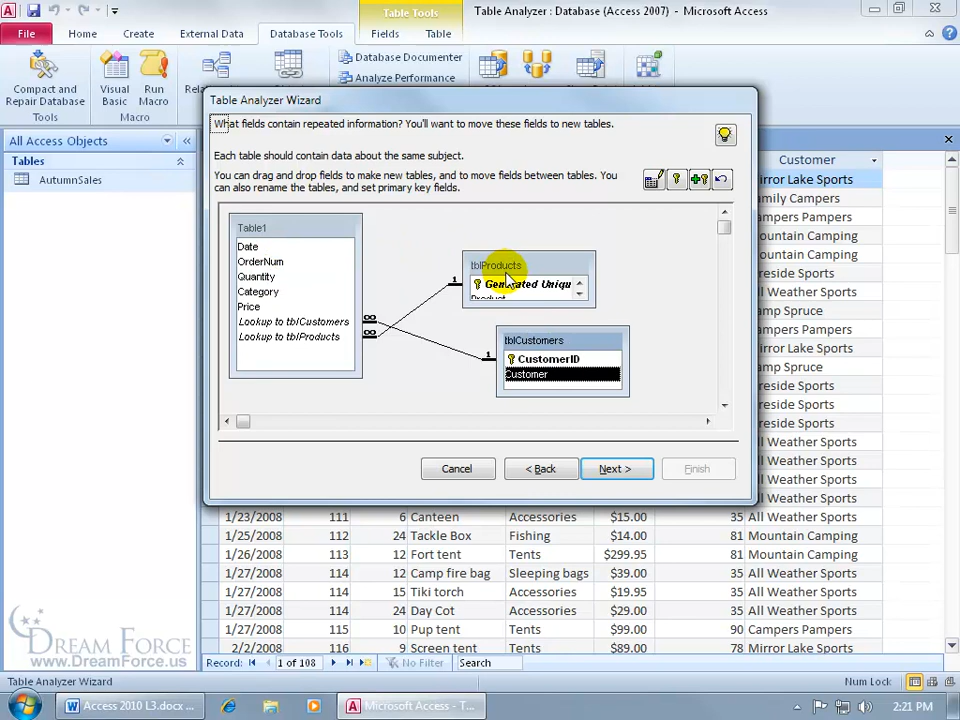 Table Tools
Table Analyzer : Database (Access 2007) - Microsoft Access
File Home Create External Data Database Tools Fields Table
Compact and
Repair Database
Tools
Visual
Basic
Run
Macro
Macro
Database Documenter
Analyze Performance
All Access Objects
Tables
AutumnSales
Table Analyzer Wizard
What fields contain repeated information? You'll want to move these fields to new tables.
Each table should contain data about the same subject.
You can drag and drop fields to make new tables, and to move fields between tables. You
can also rename the tables, and set primary key fields.
Table1
Date
OrderNum
Quantity
Category
Price
Lookup to tblCustomers
Lookup to tblProducts
tblProducts
Generated Uniqu
Product
tblCustomers
CustomerID
Customer
1
1
∞
∞
Cancel < Back Next > Finish
Customer
Mirror Lake Sports
Family Campers
Campers Pampers
Mountain Camping
Fireside Sports
Camp Spruce
Fireside Sports
Mirror Lake Sports
Camp Spruce
Fireside Sports
Fireside Sports
All Weather Sports
All Weather Sports
All Weather Sports
All Weather Sports
1/23/2008 111 6 Canteen Accessories $15.00 35 All Weather Sports
1/25/2008 112 24 Tackle Box Fishing $14.00 81 Mountain Camping
1/26/2008 113 12 Fort tent Tents $299.95 81 Mountain Camping
1/27/2008 114 12 Camp fire bag Sleeping bags $39.00 35 All Weather Sports
1/27/2008 114 15 Tiki torch Accessories $19.95 35 All Weather Sports
1/27/2008 114 24 Day Cot Accessories $29.00 35 All Weather Sports
1/27/2008 115 10 Pup tent Tents $99.00 90 Campers Pampers
2/2/2008 116 9 Screen tent Tents $89.00 78 Mirror Lake Sports
Record: 1 of 108 No Filter Search
DREAM FORCE
www.DreamForce.us
Table Analyzer Wizard
Num Lock
Access 2010 L3.docx ...
Microsoft Access - T...
2:21 PM